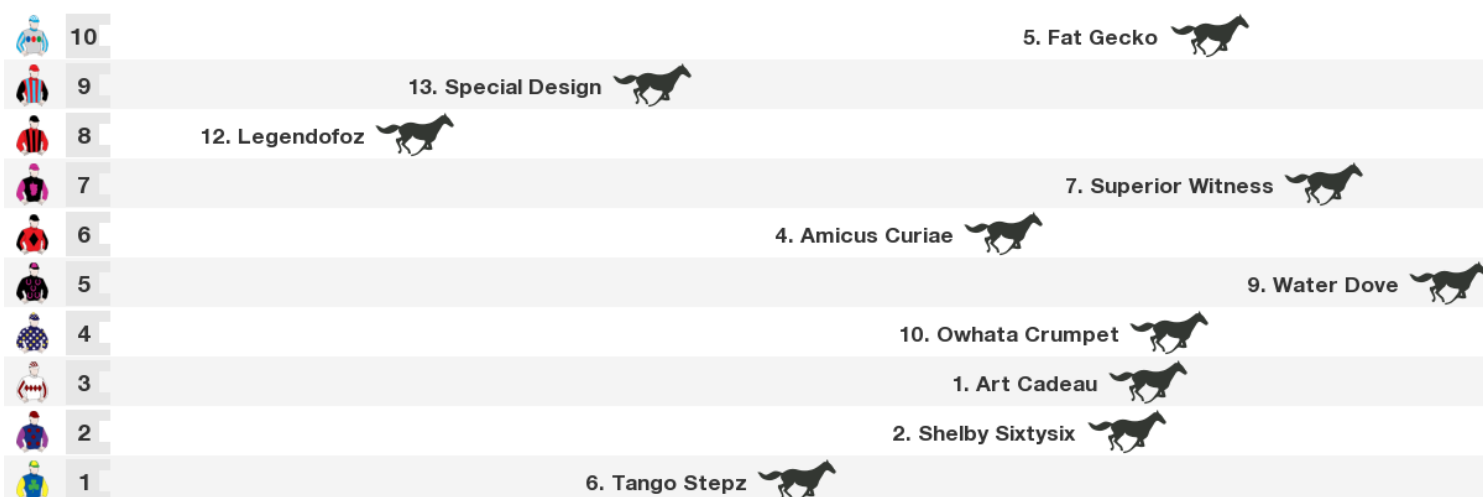 10 5. Fat Gecko
9 13. Special Design
8 12. Legendofoz
7 7. Superior Witness
6 4. Amicus Curiae
5 9. Water Dove
4 10. Owhata Crumpet
3 1. Art Cadeau
2 2. Shelby Sixtysix
1 6. Tango Stepz